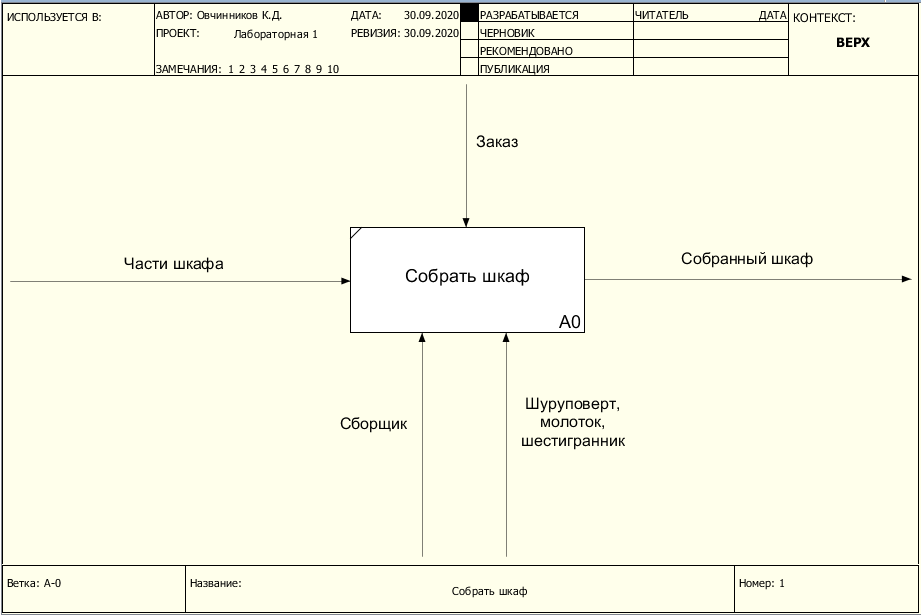 ИСПОЛЬЗУЕТСЯ В:
АВТОР: Овчинников К.Д.
ДАТА: 30.09.2020
ПРОЕКТ: Лабораторная 1
РЕВИЗИЯ: 30.09.2020
ЗАМЕЧАНИЯ: 1 2 3 4 5 6 7 8 9 10
РАЗРАБАТЫВАЕТСЯ
ЧЕРНОВИК
РЕКОМЕНДОВАНО
ПУБЛИКАЦИЯ
ЧИТАТЕЛЬ ДАТА
КОНТЕКСТ:
ВЕРХ
Заказ
Части шкафа
Собрать шкаф
A0
Собранный шкаф
Сборщик
Шуруповерт,
молоток,
шестигранник
Ветка: A-0
Название:
Собрать шкаф
Номер: 1